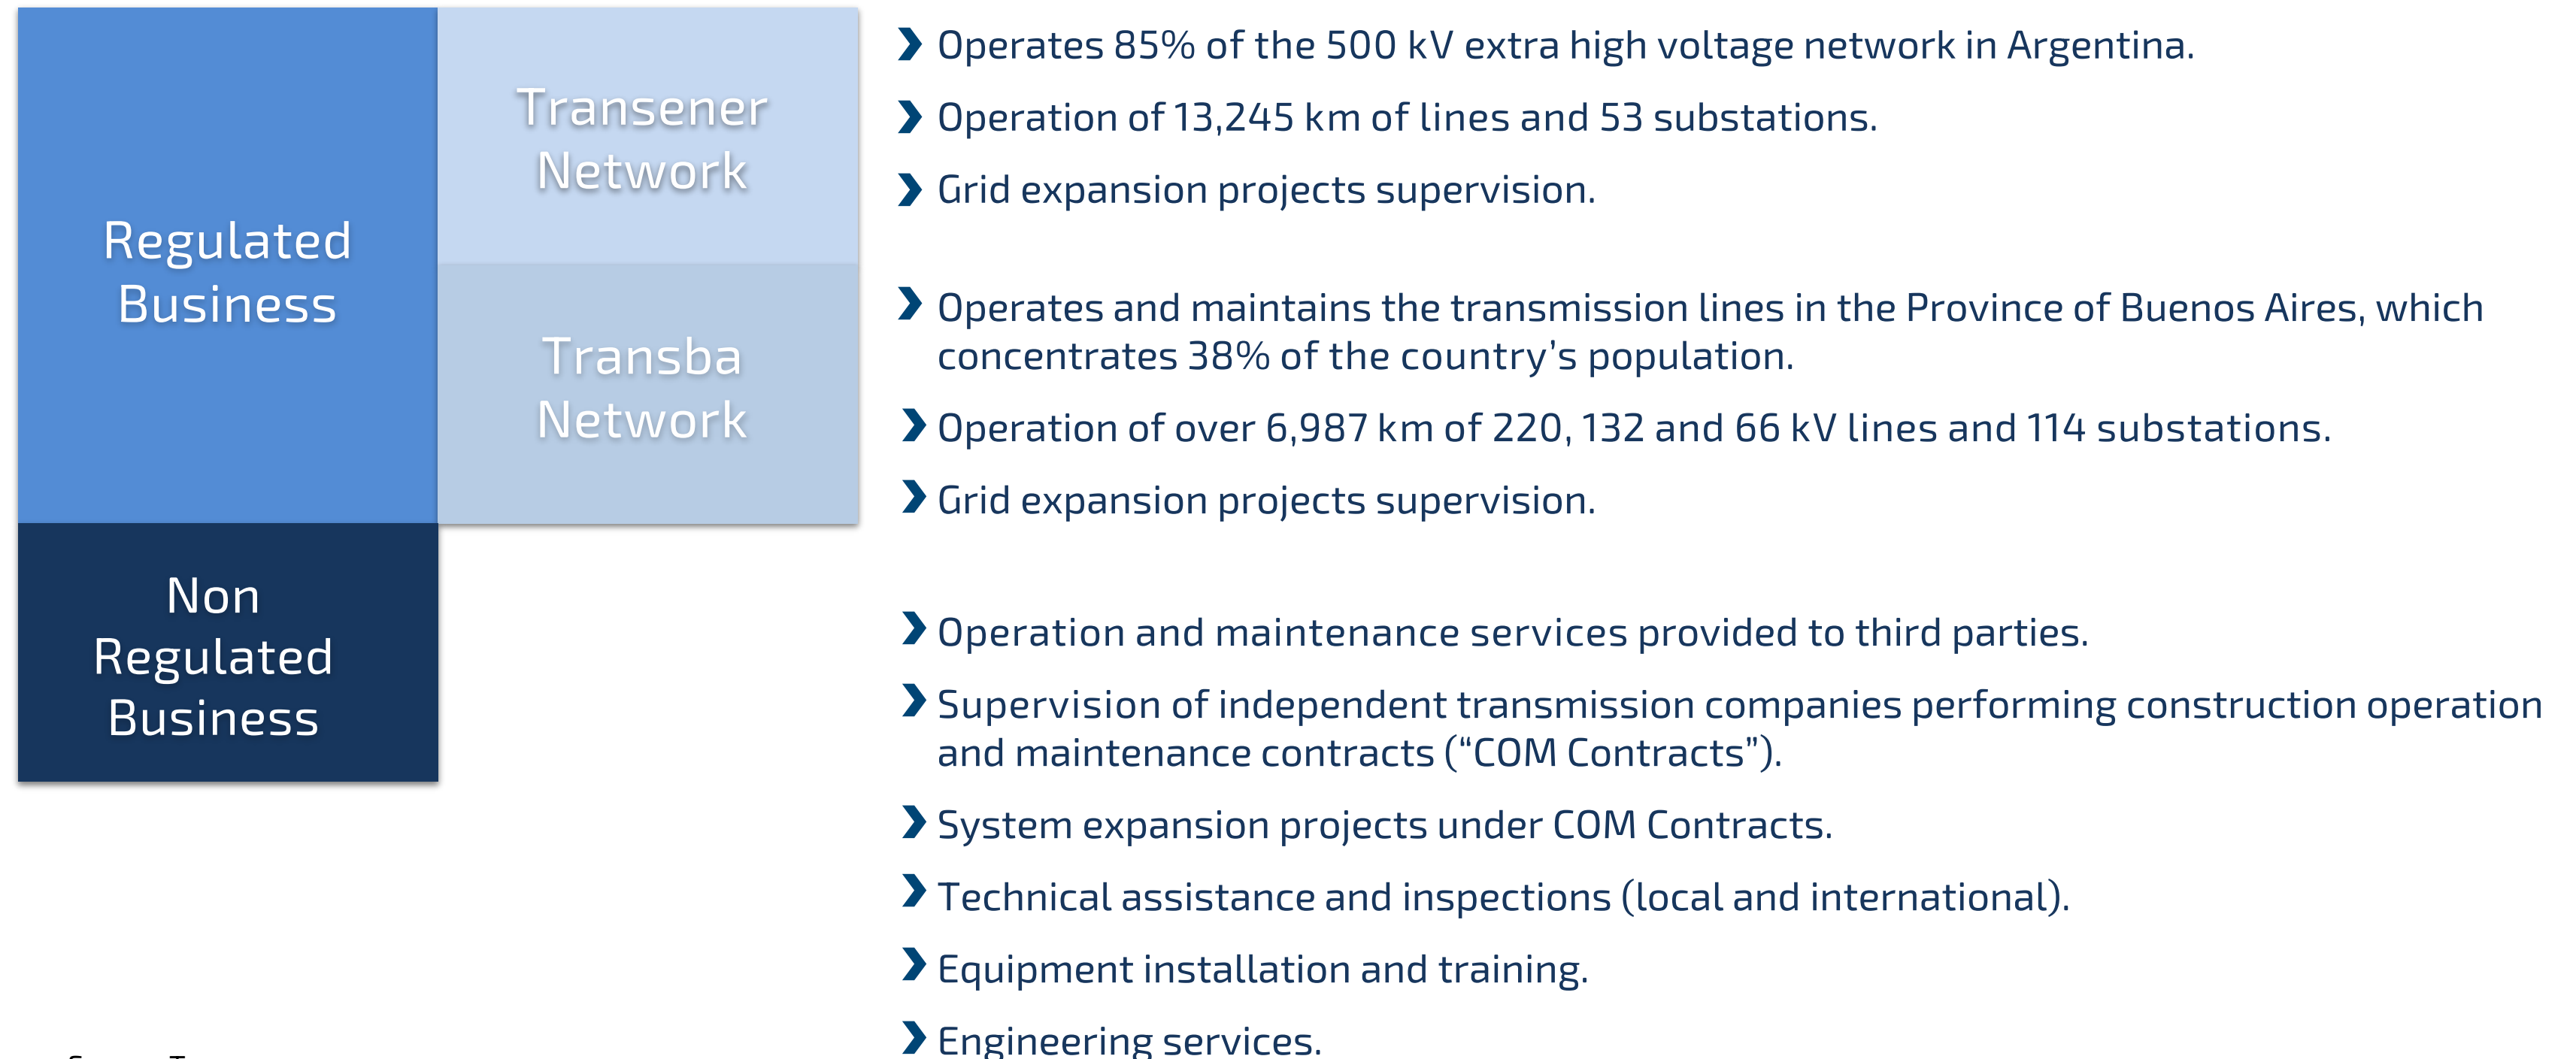 Regulated
Business
Transener
Network
Operates 85% of the 500 kV extra high voltage network in Argentina.
Operation of 13,245 km of lines and 53 substations.
Grid expansion projects supervision.
Transba
Network
Operates and maintains the transmission lines in the Province of Buenos Aires, which
concentrates 38% of the country’s population.
Operation of over 6,987 km of 220, 132 and 66 kV lines and 114 substations.
Grid expansion projects supervision.
Non
Regulated
Business
Operation and maintenance services provided to third parties.
Supervision of independent transmission companies performing construction operation
and maintenance contracts (“COM Contracts”).
System expansion projects under COM Contracts.
Technical assistance and inspections (local and international).
Equipment installation and training.
Engineering services.